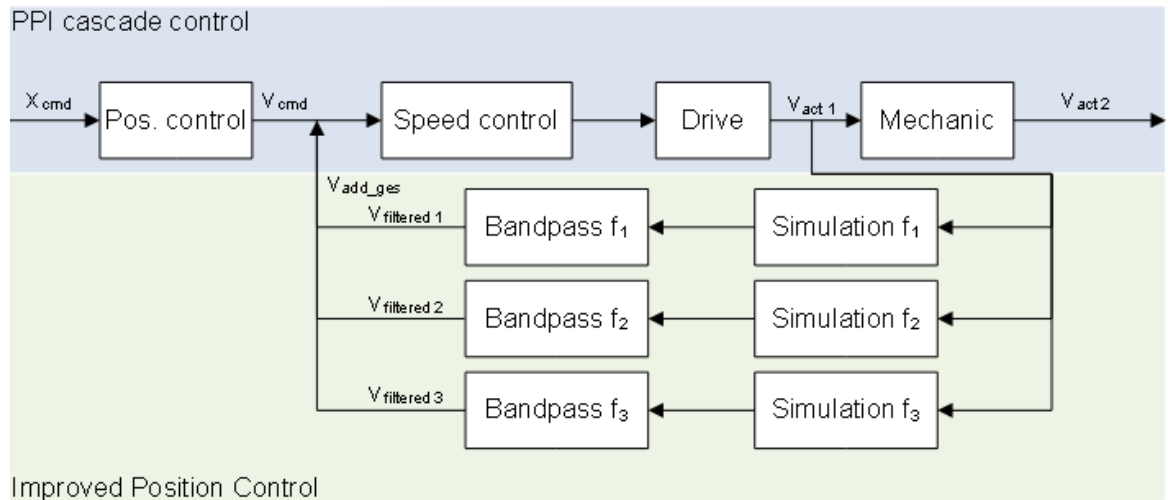 PPI cascade control
X cmd
V cmd
V act 1
V act 2
Pos. control
Speed control
Drive
Mechanic
V add_ges
V filtered 1
Bandpass f₁
Simulation f₁
V filtered 2
Bandpass f₂
Simulation f₂
V filtered 3
Bandpass f₃
Simulation f₃
Improved Position Control